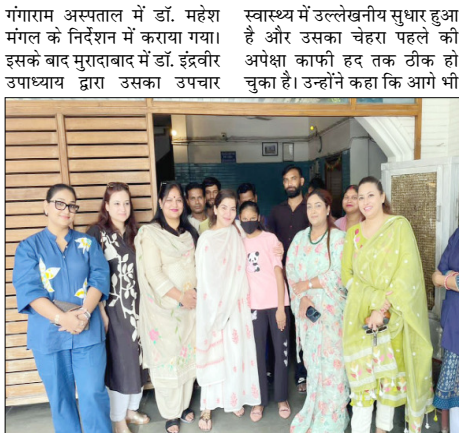 गंगाराम अस्पताल में डॉ. महेश
मंगल के निर्देशन में कराया गया।
इसके बाद मुरादाबाद में डॉ. इंद्रवीर
उपाध्याय द्वारा उसका उपचार
स्वास्थ्य में उल्लेखनीय सुधार हुआ
है और उसका चेहरा पहले की
अपेक्षा काफी हद तक ठीक हो
चुका है। उन्होंने कहा कि आगे भी